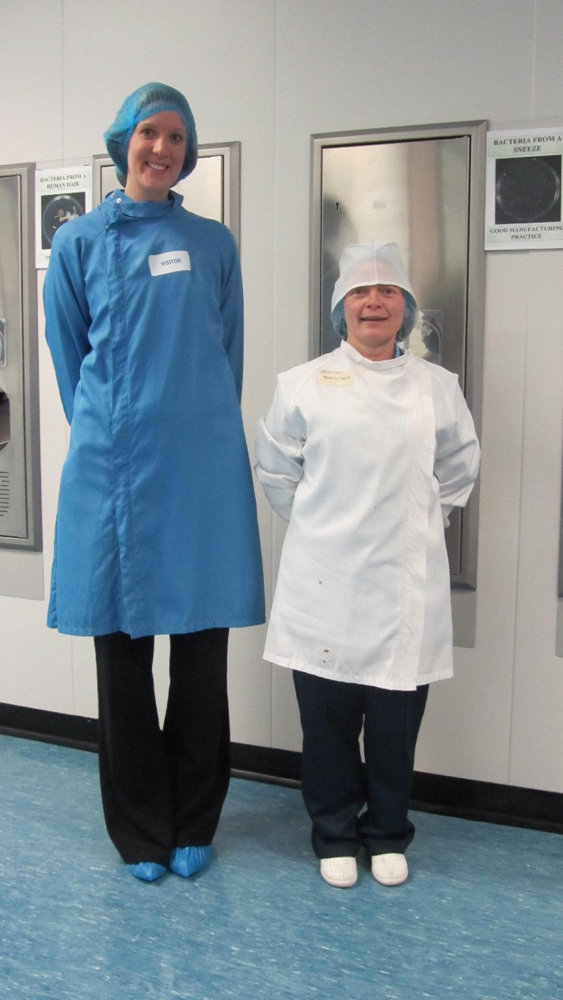 BACTERIA FROM A
HUMAN HAIR
VISITOR
BACTERIA FROM A
SNEEZE
GOOD MANUFACTURING
PRACTICE